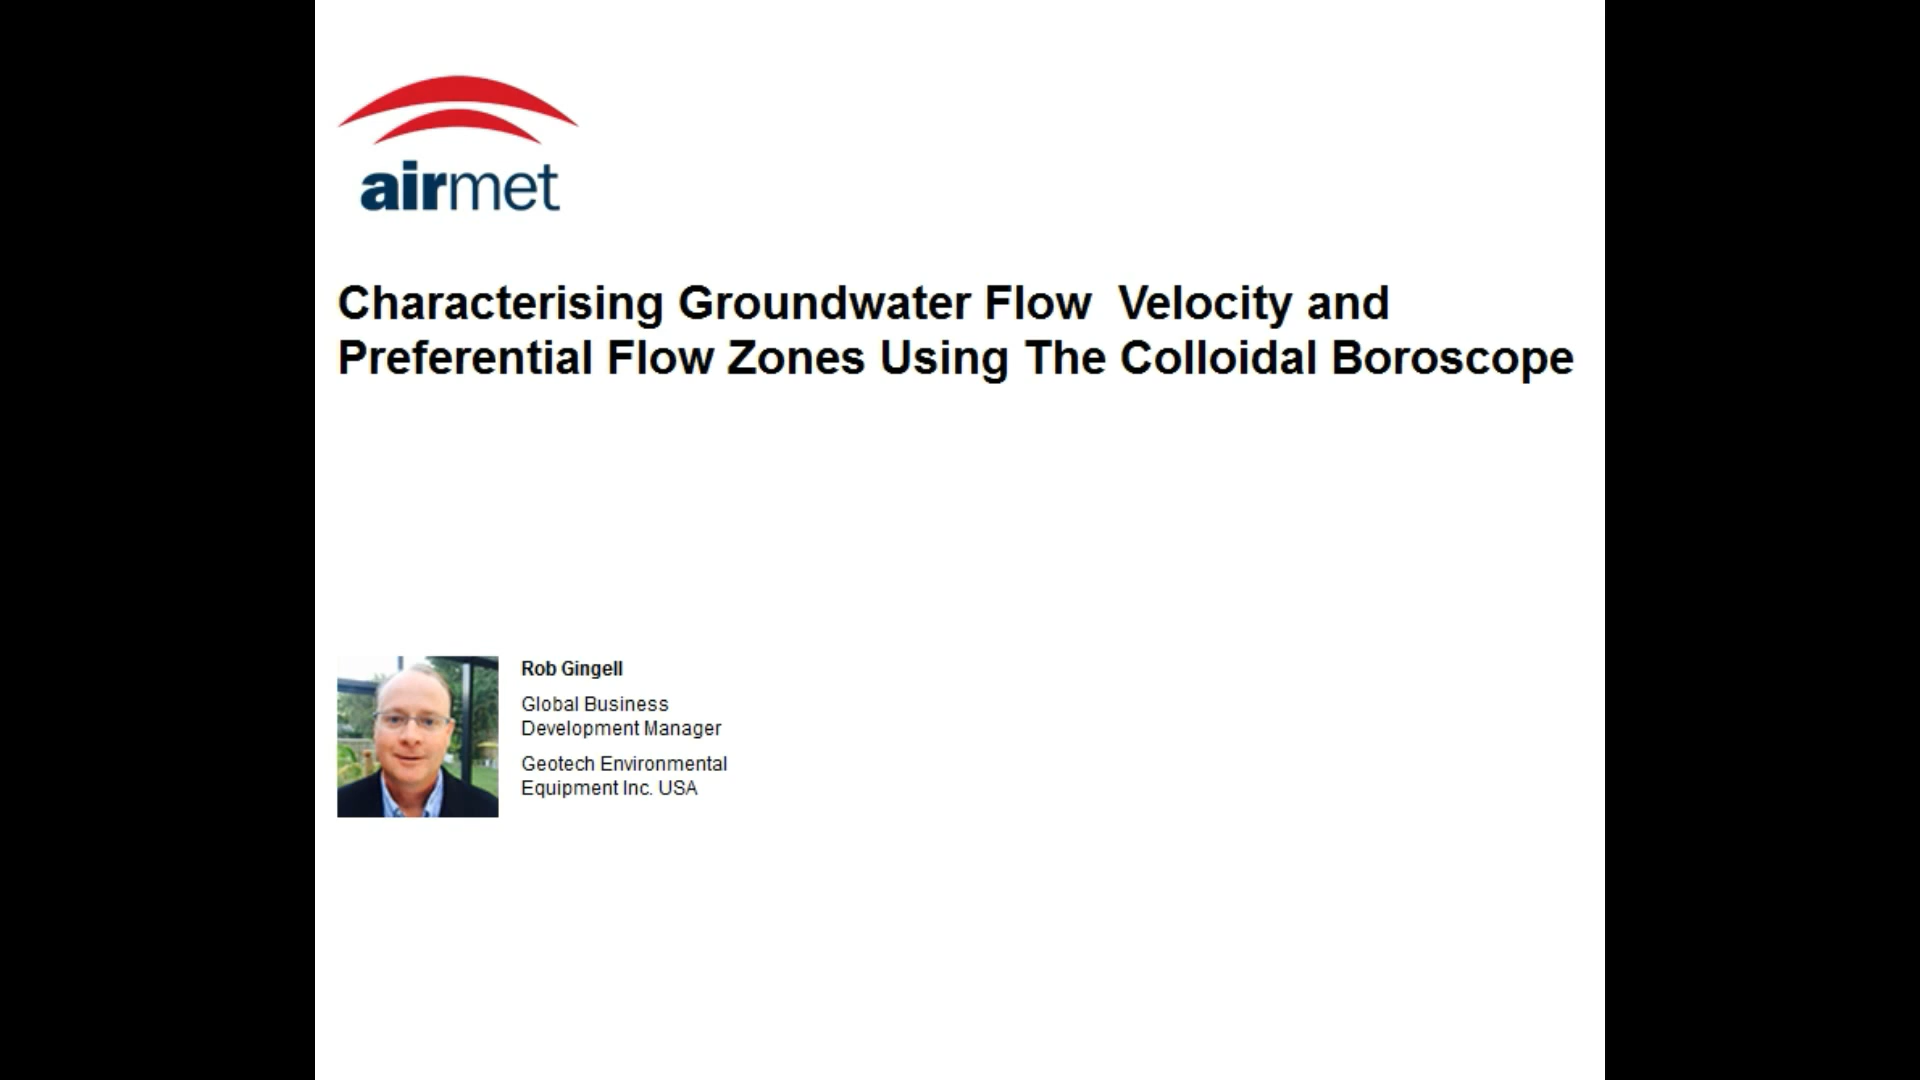 airmet
Characterising Groundwater Flow  Velocity and
Preferential Flow Zones Using The Colloidal Boroscope
Rob Gingell
Global Business
Development Manager
Geotech Environmental
Equipment Inc. USA